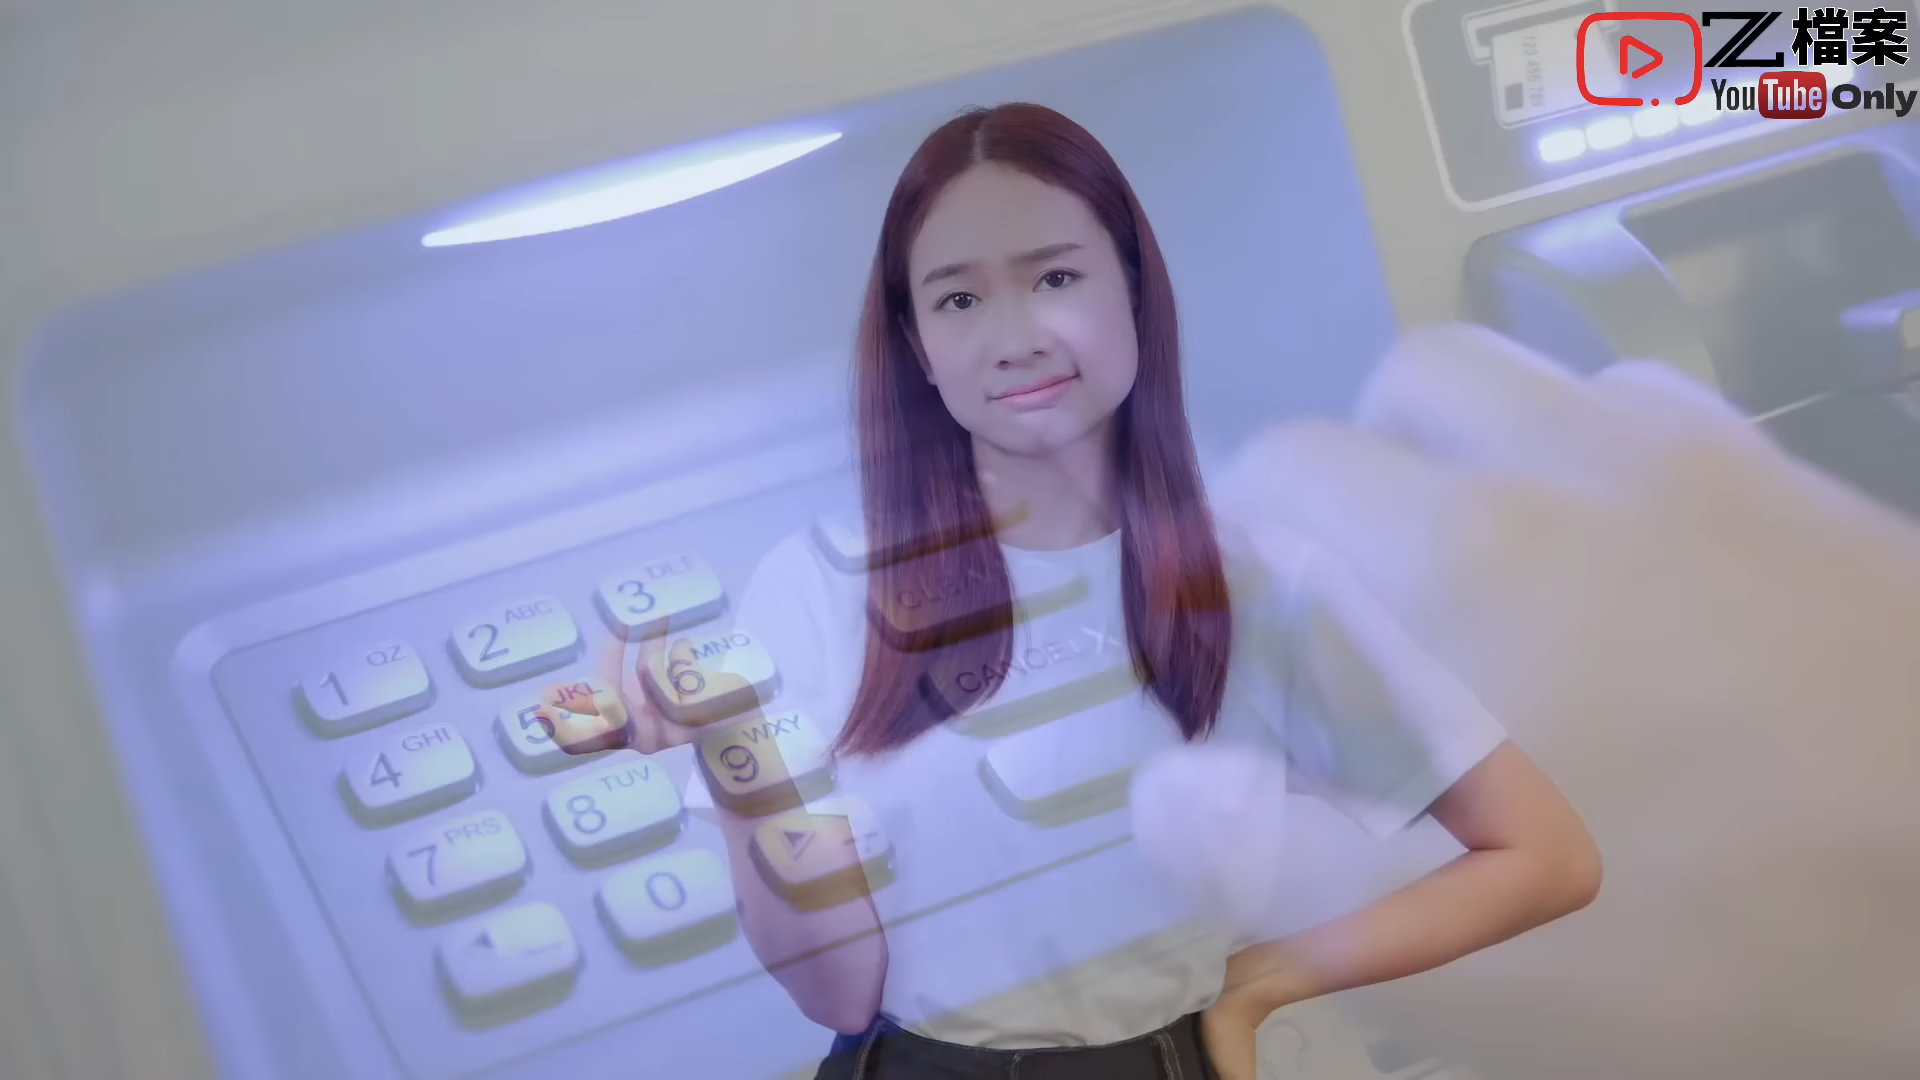 Z檔案
YouTube Only
1 QZ
2 ABC
3 DEF
4 GHI
5 JKL
6 MNO
7 PRS
8 TUV
9 WXY
0
CLEAR
CANCEL X